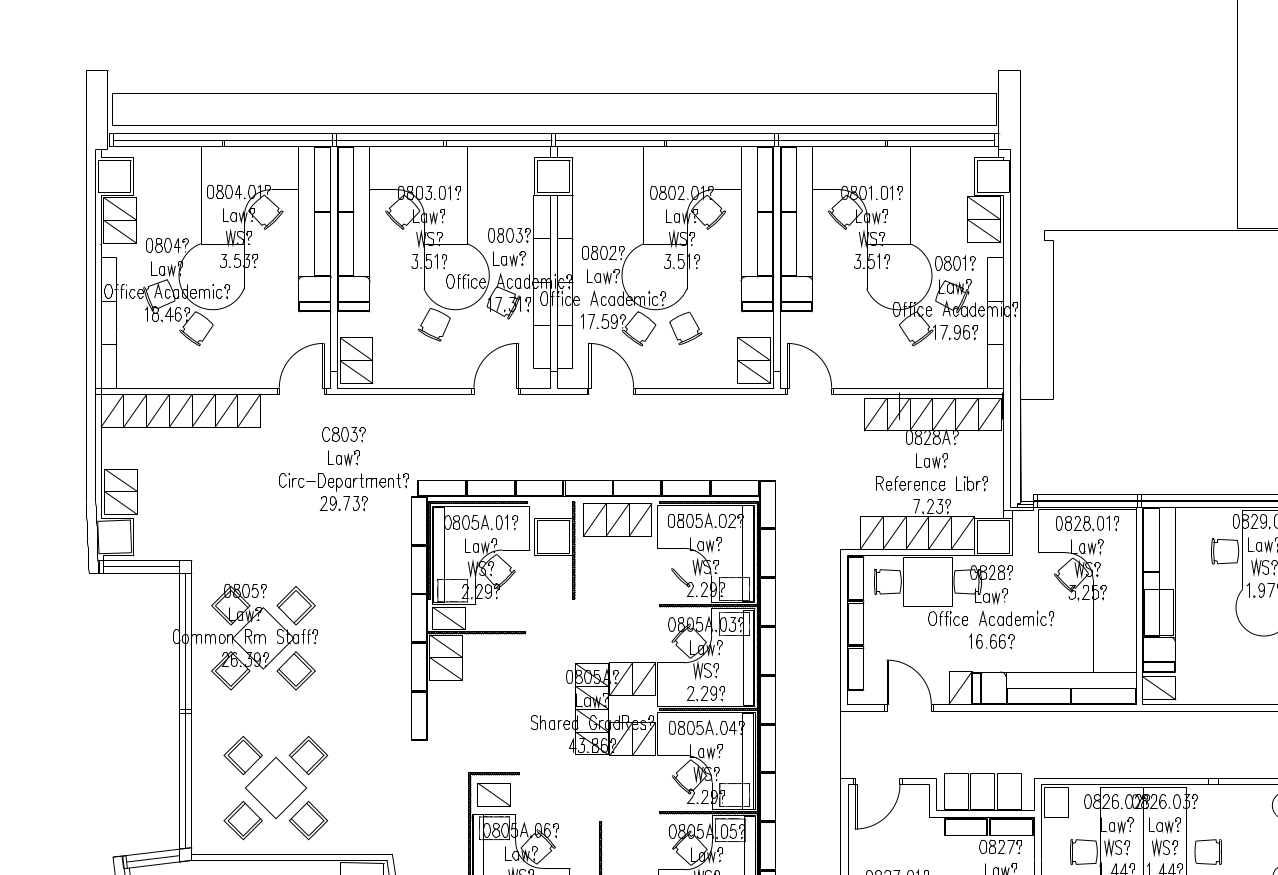 0804.01?
Law?
WS?
3.53?
0804?
Law?
Office Academic?
18.46?
0803.01?
Law?
WS?
3.51?
0803?
Law?
Office Academic?
17.31?
0802.01?
Law?
WS?
3.51?
0802?
Law?
Office Academic?
17.59?
0801.01?
Law?
WS?
3.51?
0801?
Law?
Office Academic?
17.96?
C803?
Law?
Circ-Department?
29.73?
0828A?
Law?
Reference Libr?
7.23?
0805A.01?
Law?
WS?
2.29?
0805A.02?
Law?
WS?
2.29?
0828.01?
Law?
WS?
3.25?
0828?
Law?
Office Academic?
16.66?
WS?
1.97?
0805?
Law?
Common Rm Staff?
26.39?
0805A.03?
Law?
WS?
2.29?
0805A?
Law?
Shared GradRes?
43.86?
0805A.04?
Law?
WS?
2.29?
0805A.06?
Law?
WS?
0805A.05?
Law?
WS?
0826.02?
Law?
WS?
0826.03?
Law?
WS?
1.44?
0827?
Law?
0827.01?